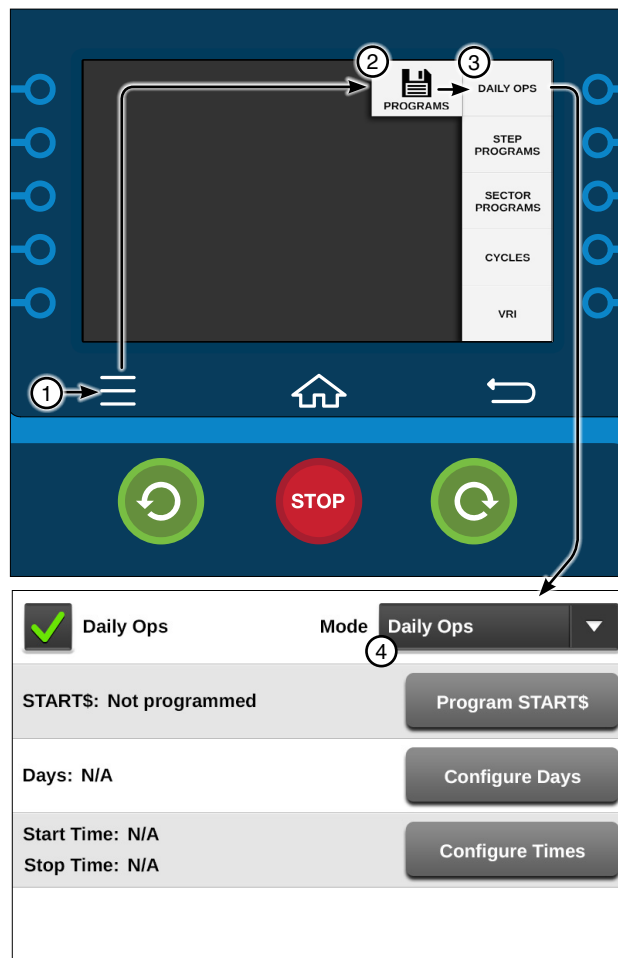 2
3
PROGRAMS
DAILY OPS
STEP
PROGRAMS
SECTOR
PROGRAMS
CYCLES
VRI
1
STOP
Daily Ops
Mode
Daily Ops
4
START$: Not programmed
Program START$
Days: N/A
Configure Days
Start Time: N/A
Stop Time: N/A
Configure Times